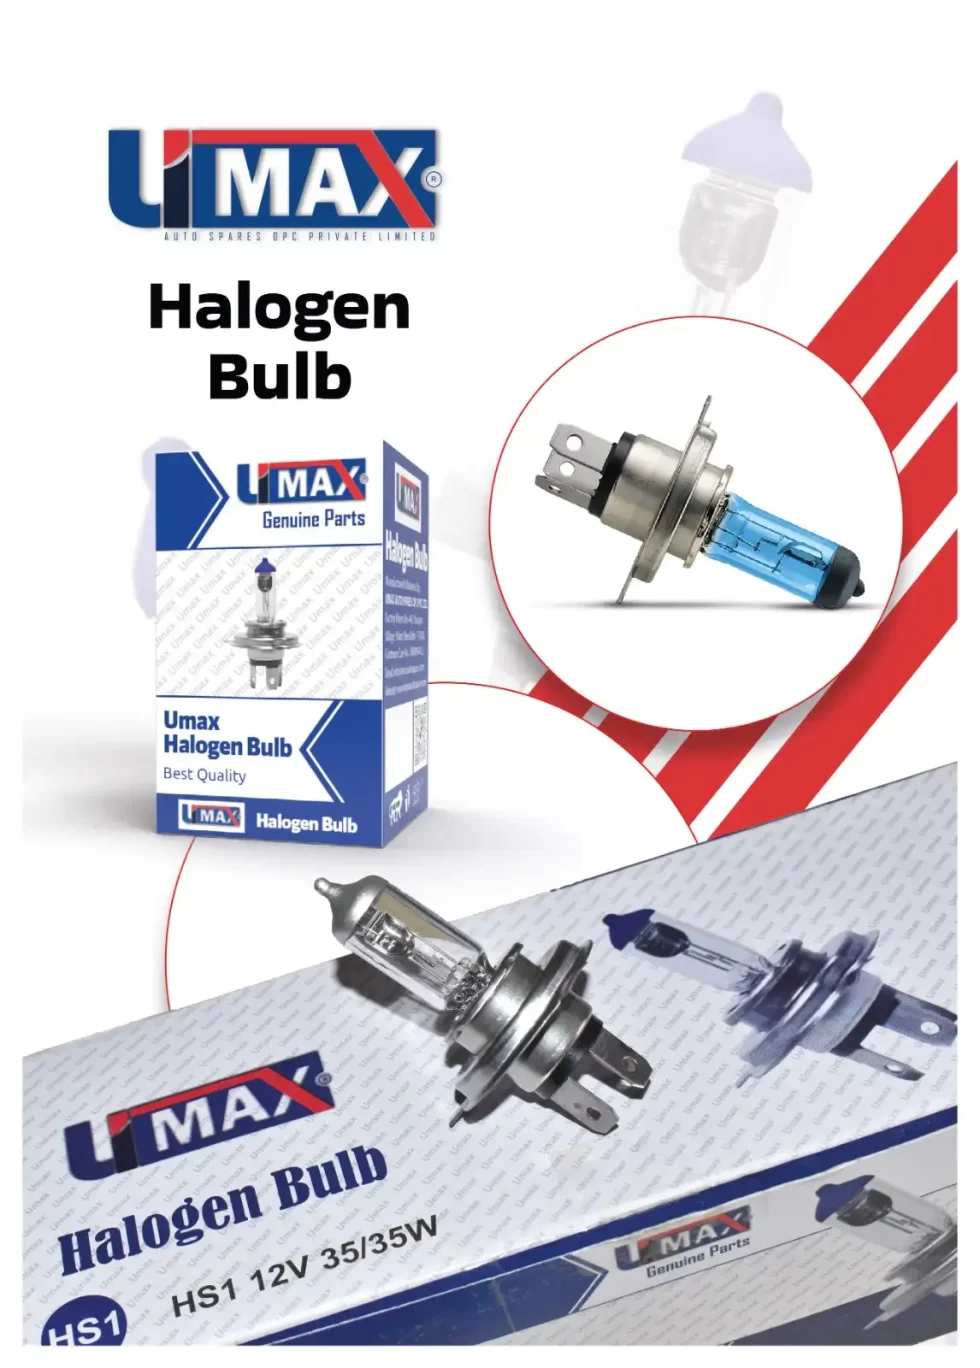 UMAX ®
AUTO SPARES OPC PRIVATE LIMITED
Halogen
Bulb
UMAX
Genuine Parts
Umax
Halogen Bulb
Best Quality
UMAX
Halogen Bulb
UMAX
Halogen Bulb
UMAX ®
Halogen Bulb
HS1 12V 35/35W
HS1
UMAX
Genuine Parts